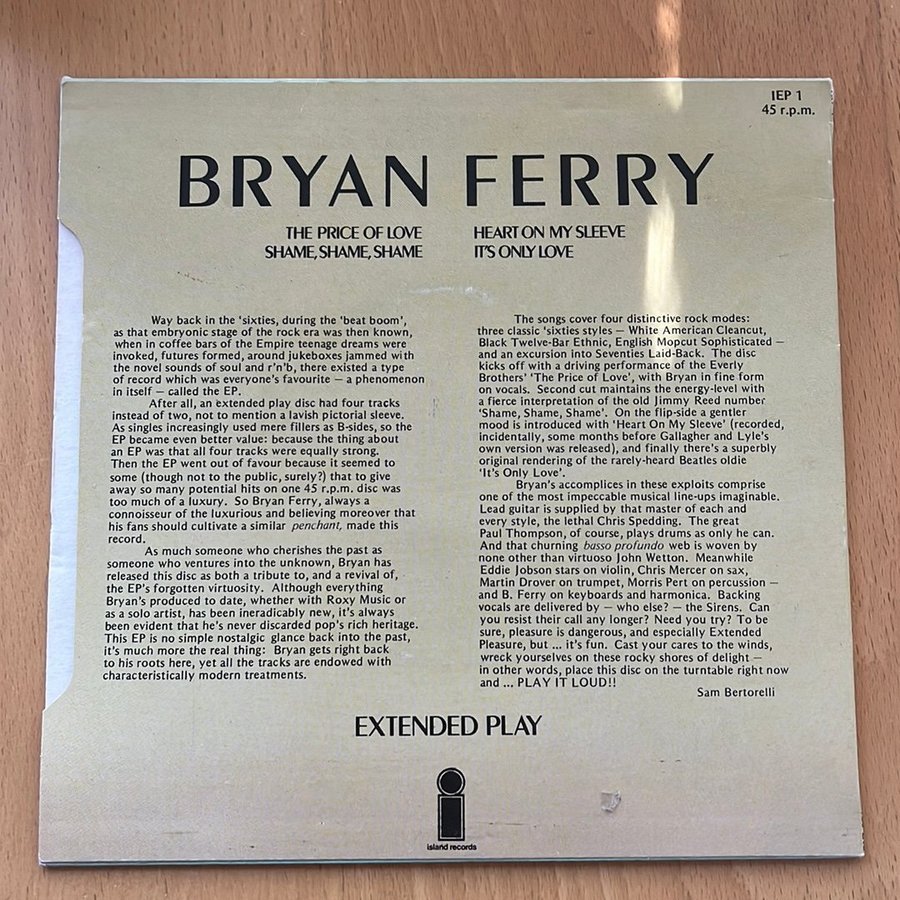 IEP 1
45 r.p.m.
BRYAN FERRY
THE PRICE OF LOVE
SHAME, SHAME, SHAME
HEART ON MY SLEEVE
IT'S ONLY LOVE
Way back in the 'sixties, during the 'beat boom',
as that embryonic stage of the rock era was then known,
when in coffee bars of the Empire teenage dreams were
invoked, futures formed, around jukeboxes jammed with
the novel sounds of soul and r'n'b, there existed a type
of record which was everyone's favourite — a phenomenon
in itself — called the EP.
After all, an extended play disc had four tracks
instead of two, not to mention a lavish pictorial sleeve.
As singles increasingly used mere fillers as B-sides, so the
EP became even better value: because the thing about
an EP was that all four tracks were equally strong.
Then the EP went out of favour because it seemed to
some (though not to the public, surely?) that to give
away so many potential hits on one 45 r.p.m. disc was
too much of a luxury. So Bryan Ferry, always a
connoisseur of the luxurious and believing moreover that
his fans should cultivate a similar penchant, made this
record.
As much someone who cherishes the past as
someone who ventures into the unknown, Bryan has
released this disc as both a tribute to, and a revival of,
the EP's forgotten virtuosity. Although everything
Bryan's produced to date, whether with Roxy Music or
as a solo artist, has been ineradicably new, it's always
been evident that he's never discarded pop's rich heritage.
This EP is no simple nostalgic glance back into the past,
it's much more the real thing: Bryan gets right back
to his roots here, yet all the tracks are endowed with
characteristically modern treatments.
The songs cover four distinctive rock modes:
three classic 'sixties styles — White American Cleancut,
Black Twelve-Bar Ethnic, English Mopcut Sophisticated —
and an excursion into Seventies Laid-Back. The disc
kicks off with a driving performance of the Everly
Brothers' 'The Price of Love', with Bryan in fine form
on vocals. Second cut maintains the energy-level with
a fierce interpretation of the old Jimmy Reed number
'Shame, Shame, Shame'. On the flip-side a gentler
mood is introduced with 'Heart On My Sleeve' (recorded,
incidentally, some months before Gallagher and Lyle's
own version was released), and finally there's a superbly
original rendering of the rarely-heard Beatles oldie
'It's Only Love'.
Bryan's accomplices in these exploits comprise
one of the most impeccable musical line-ups imaginable.
Lead guitar is supplied by that master of each and
every style, the lethal Chris Spedding. The great
Paul Thompson, of course, plays drums as only he can.
And that churning basso profundo web is woven by
none other than virtuoso John Wetton. Meanwhile
Eddie Jobson stars on violin, Chris Mercer on sax,
Martin Drover on trumpet, Morris Pert on percussion —
and B. Ferry on keyboards and harmonica. Backing
vocals are delivered by — who else? — the Sirens. Can
you resist their call any longer? Need you try? To be
sure, pleasure is dangerous, and especially Extended
Pleasure, but ... it's fun. Cast your cares to the winds,
wreck yourselves on these rocky shores of delight —
in other words, place this disc on the turntable right now
and ... PLAY IT LOUD!!
Sam Bertorelli
EXTENDED PLAY
island records